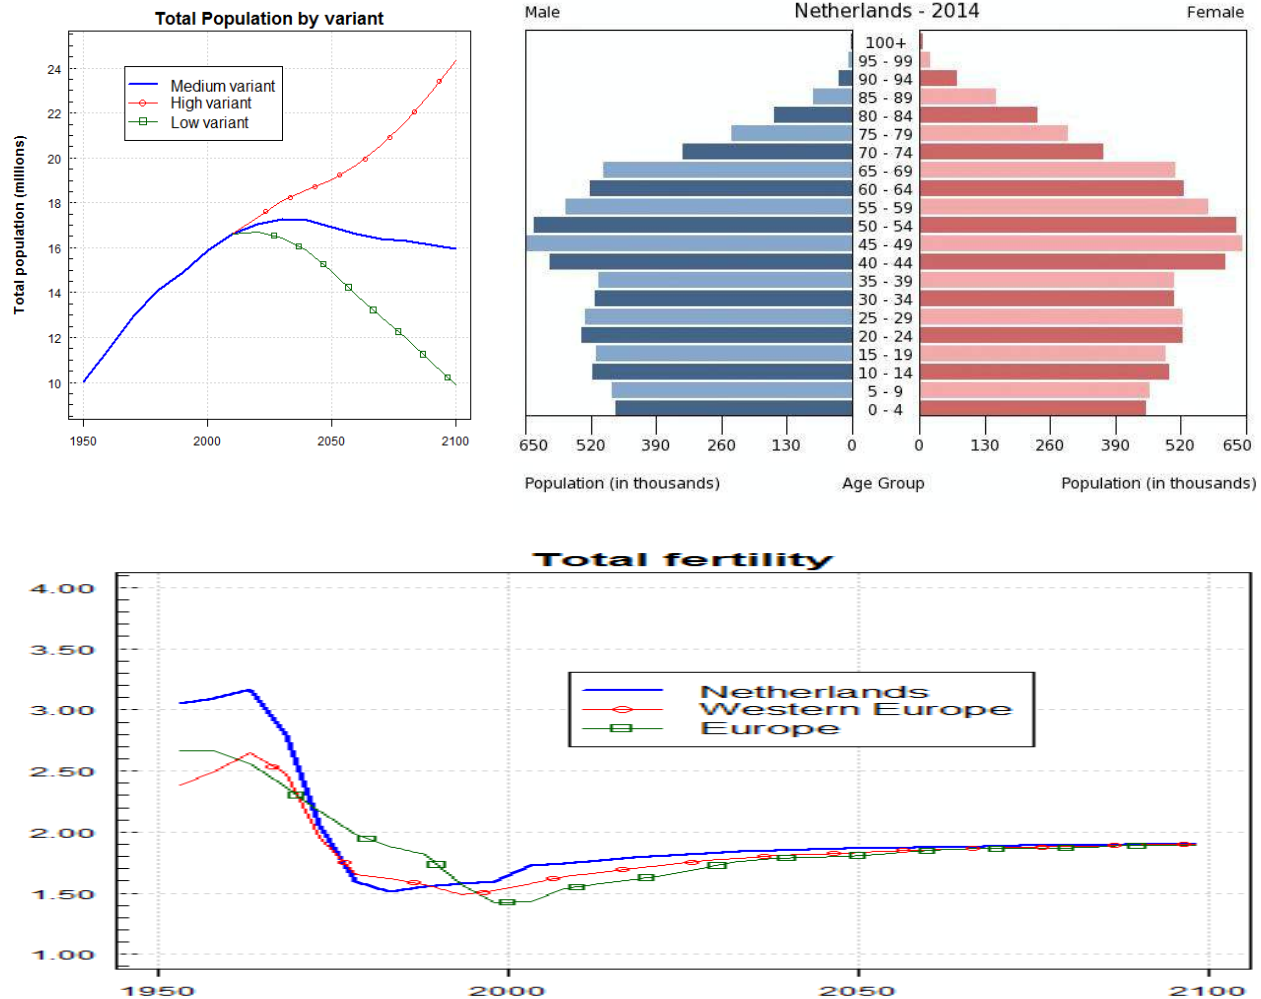 Total Population by variant
Total population (millions)
24
22
20
18
16
14
12
10
Medium variant
High variant
Low variant
1950 2000 2050 2100
Male Netherlands - 2014 Female
100+
95 - 99
90 - 94
85 - 89
80 - 84
75 - 79
70 - 74
65 - 69
60 - 64
55 - 59
50 - 54
45 - 49
40 - 44
35 - 39
30 - 34
25 - 29
20 - 24
15 - 19
10 - 14
5 - 9
0 - 4
650 520 390 260 130 0 0 130 260 390 520 650
Population (in thousands) Age Group Population (in thousands)
Total fertility
4.00
3.50
3.00
2.50
2.00
1.50
1.00
Netherlands
Western Europe
Europe
1950 2000 2050 2100